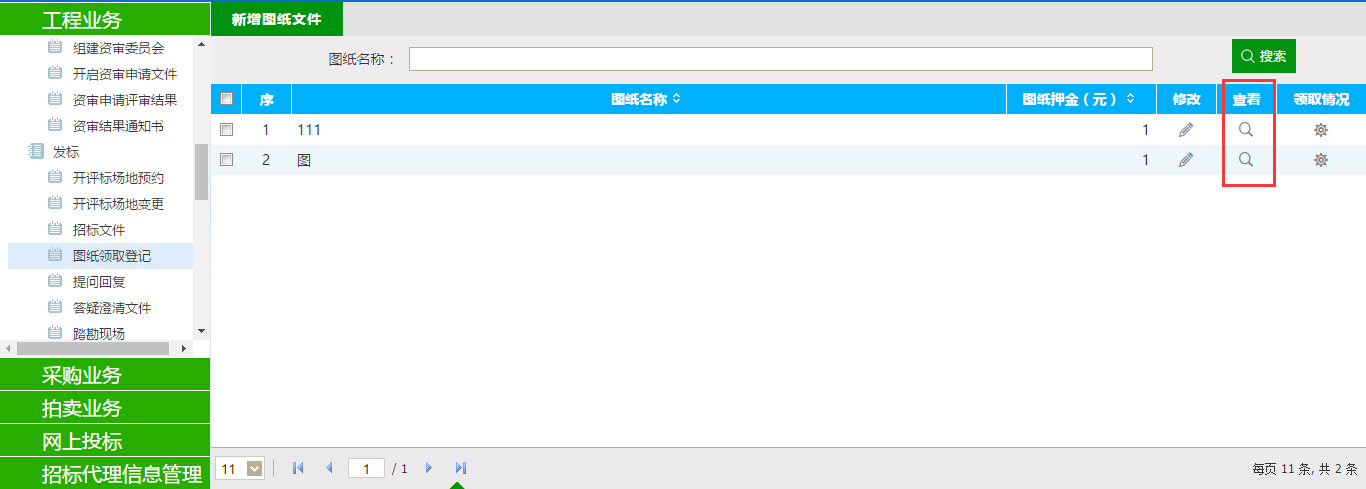 工程业务
组建资审委员会
开启资审申请文件
资审申请评审结果
资审结果通知书
发标
开评标场地预约
开评标场地变更
招标文件
图纸领取登记
提问回复
答疑澄清文件
踏勘现场
采购业务
拍卖业务
网上投标
招标代理信息管理
新增图纸文件
图纸名称：
搜索
序 图纸名称 图纸押金（元） 修改 查看 领取情况
1 111 1
2 图 1
11 1 / 1 每页 11 条, 共 2 条